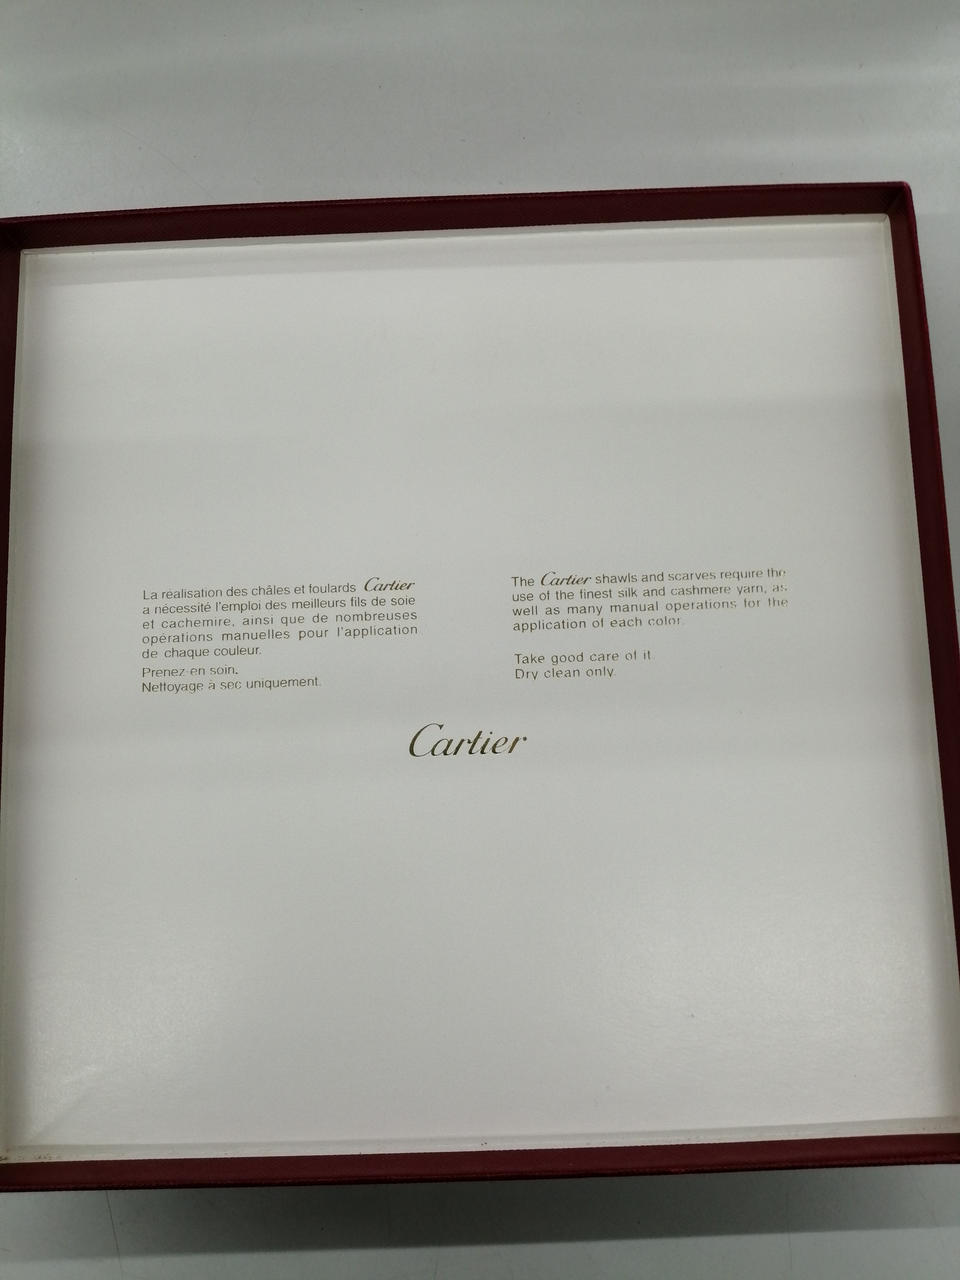 La réalisation des châles et foulards Cartier
a nécessité l'emploi des meilleurs fils de soie
et cachemire, ainsi que de nombreuses
opérations manuelles pour l'application
de chaque couleur.
Prenez-en soin.
Nettoyage à sec uniquement.
The Cartier shawls and scarves require the
use of the finest silk and cashmere yarn, as
well as many manual operations for the
application of each color.
Take good care of it.
Dry clean only.
Cartier